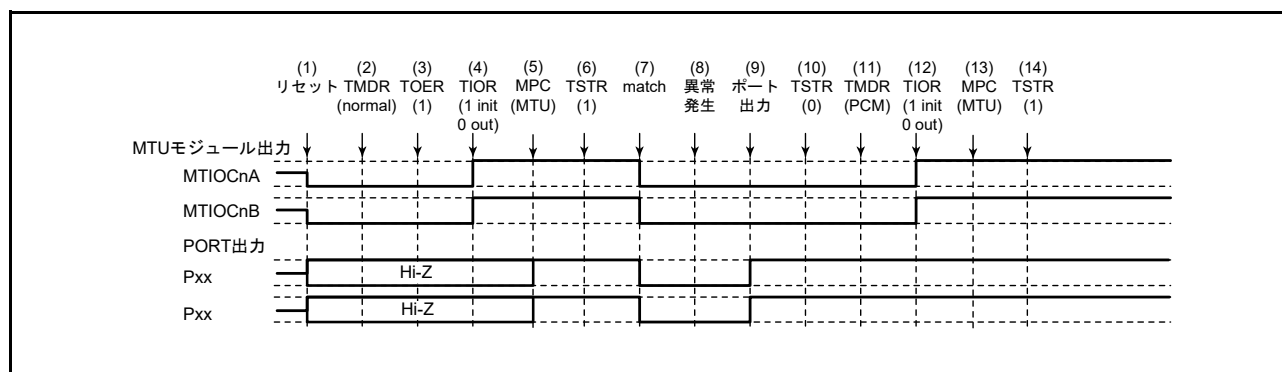 (1) (2) (3) (4) (5) (6) (7) (8) (9) (10) (11) (12) (13) (14)
リセット TMDR TOER TIOR MPC TSTR match 異常 ポート TSTR TMDR TIOR MPC TSTR
(normal) (1) (1 init (MTU) (1) 発生 出力 (0) (PCM) (1 init (MTU) (1)
0 out) 0 out)
MTUモジュール出力
MTIOCnA
MTIOCnB
PORT出力
Pxx Hi-Z
Pxx Hi-Z